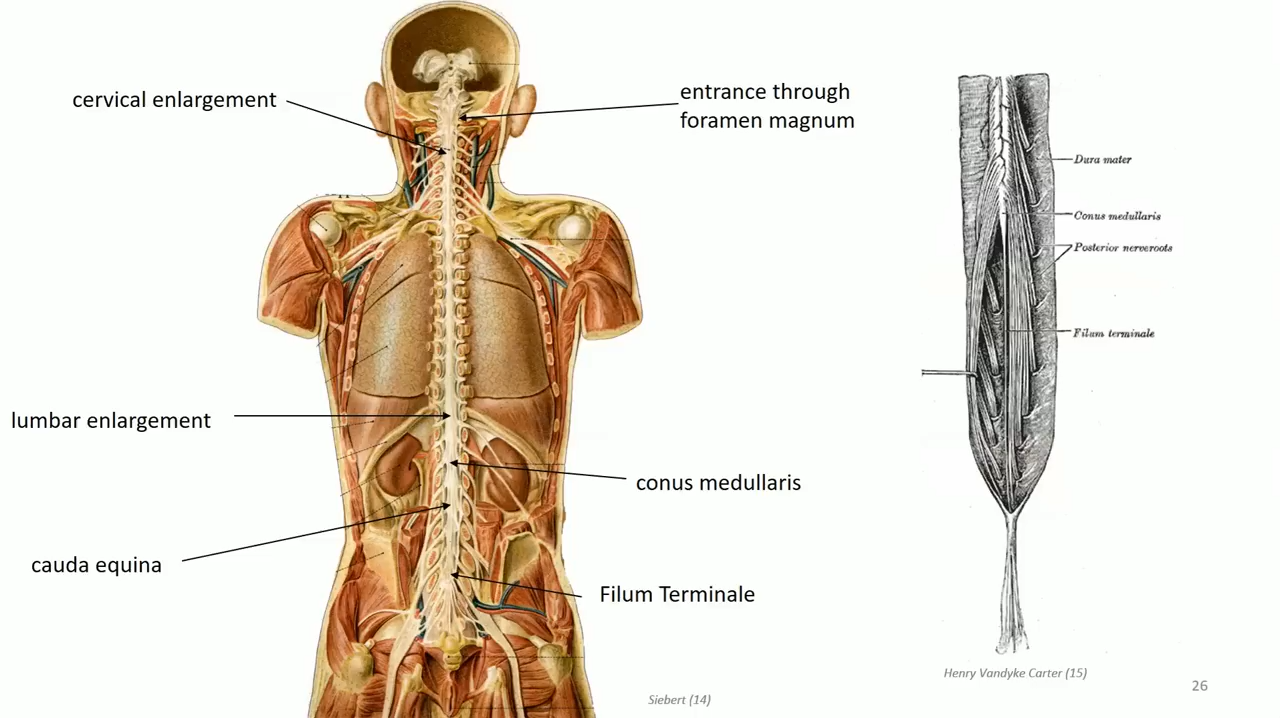 cervical enlargement
entrance through
foramen magnum
lumbar enlargement
conus medullaris
cauda equina
Filum Terminale
Dura mater
Conus medullaris
Posterior nerveroots
Filum terminale
Henry Vandyke Carter (15)
Siebert (14)
26